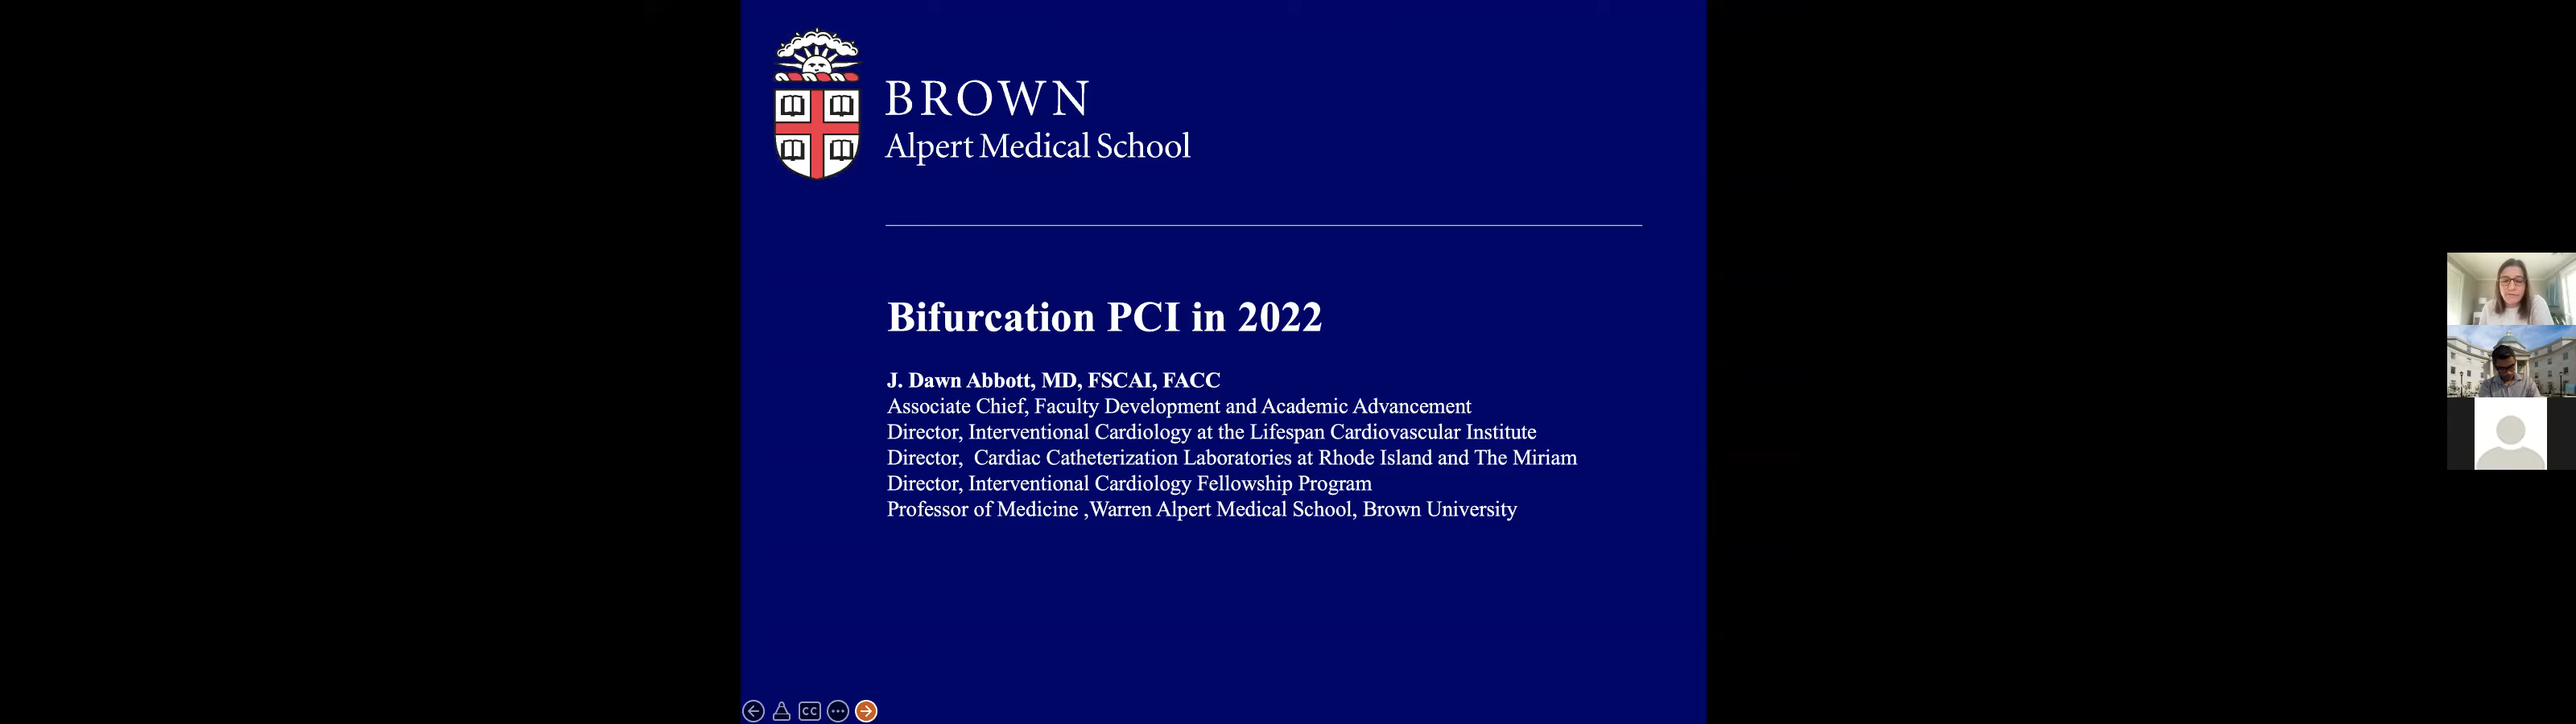 BROWN
Alpert Medical School
Bifurcation PCI in 2022
J. Dawn Abbott, MD, FSCAI, FACC
Associate Chief, Faculty Development and Academic Advancement
Director, Interventional Cardiology at the Lifespan Cardiovascular Institute
Director,  Cardiac Catheterization Laboratories at Rhode Island and The Miriam
Director, Interventional Cardiology Fellowship Program
Professor of Medicine ,Warren Alpert Medical School, Brown University
CC